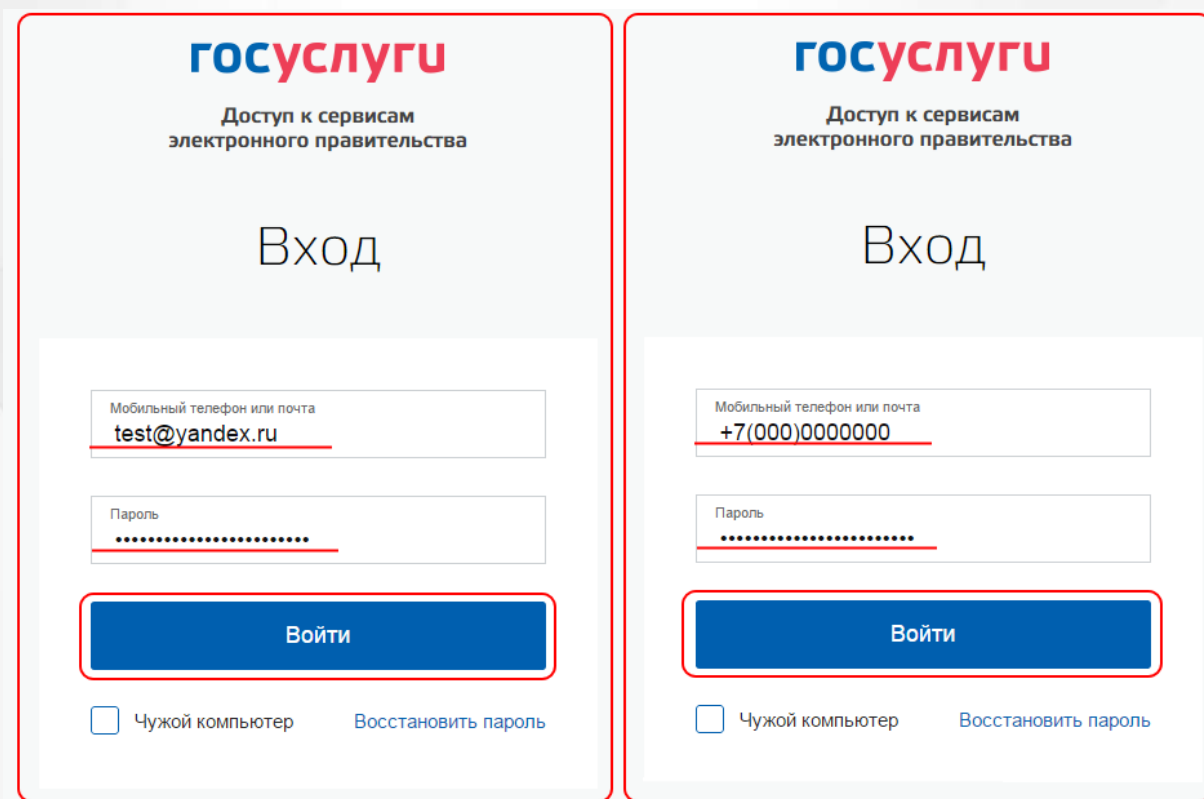 госуслуги
Доступ к сервисам
электронного правительства
Вход
Мобильный телефон или почта
test@yandex.ru
Пароль
••••••••••••••••••••••••
Войти
Чужой компьютер
Восстановить пароль
госуслуги
Доступ к сервисам
электронного правительства
Вход
Мобильный телефон или почта
+7(000)0000000
Пароль
••••••••••••••••••••••••
Войти
Чужой компьютер
Восстановить пароль